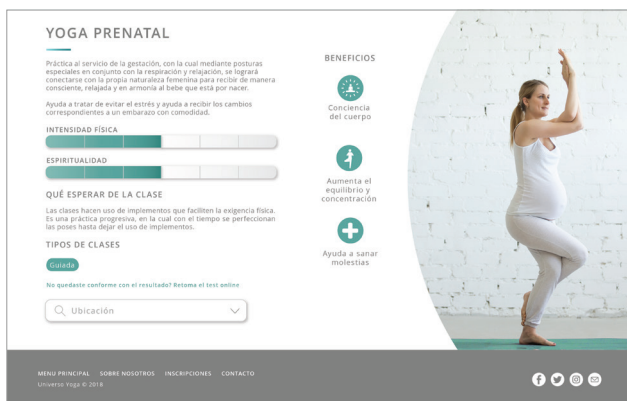 YOGA PRENATAL
Práctica al servicio de la gestación, con la cual mediante posturas
especiales en conjunto con la respiración y relajación, se logrará
conectarse con la propia naturaleza femenina para recibir de manera
consciente, relajada y en armonía al bebe que está por nacer.
Ayuda a tratar de evitar el estrés y ayuda a recibir los cambios
correspondientes a un embarazo con comodidad.
INTENSIDAD FÍSICA
ESPIRITUALIDAD
QUÉ ESPERAR DE LA CLASE
Las clases hacen uso de implementos que faciliten la exigencia física.
Es una práctica progresiva, en la cual con el tiempo se perfeccionan
las poses hasta dejar el uso de implementos.
TIPOS DE CLASES
Guiada
No quedaste conforme con el resultado? Retoma el test online
Ubicación
BENEFICIOS
Conciencia
del cuerpo
Aumenta el
equilibrio y
concentración
Ayuda a sanar
molestias
MENU PRINCIPAL SOBRE NOSOTROS INSCRIPCIONES CONTACTO
Universo Yoga © 2018